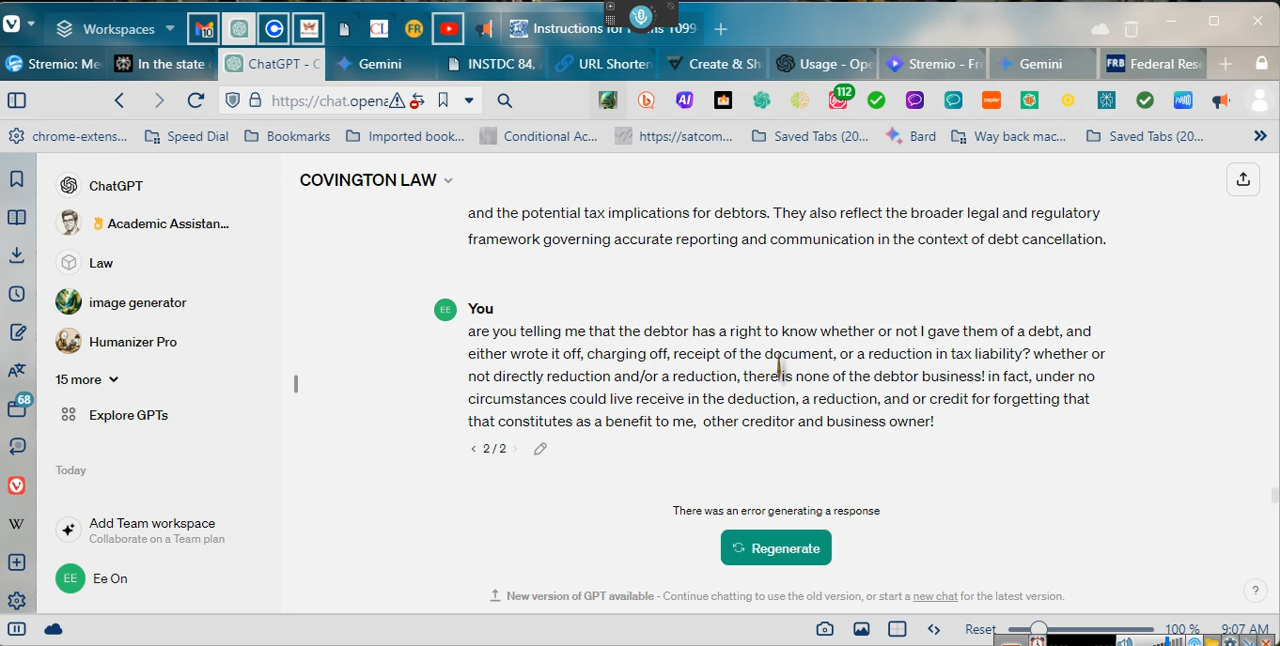 Workspaces
10
CL
FR
Instructions for
1099
Stremio: Me
In the state
ChatGPT - C
Gemini
INSTDC 84,
URL Shorten
Create & Sh
Usage - Ope
Stremio - Fr
Gemini
FRB
Federal Rese
https://chat.opena
112
chrome-extens...
Speed Dial
Bookmarks
Imported book...
Conditional Ac...
https://satcom...
Saved Tabs (20...
Bard
Way back mac...
Saved Tabs (20...
ChatGPT
Academic Assistan...
Law
image generator
Humanizer Pro
15 more
Explore GPTs
Today
Add Team workspace
Collaborate on a Team plan
EE
Ee On
68
W
COVINGTON LAW
and the potential tax implications for debtors. They also reflect the broader legal and regulatory
framework governing accurate reporting and communication in the context of debt cancellation.
EE
You
are you telling me that the debtor has a right to know whether or not I gave them of a debt, and
either wrote it off, charging off, receipt of the document, or a reduction in tax liability? whether or
not directly reduction and/or a reduction, there is none of the debtor business! in fact, under no
circumstances could live receive in the deduction, a reduction, and or credit for forgetting that
that constitutes as a benefit to me, other creditor and business owner!
2 / 2
There was an error generating a response
Regenerate
New version of GPT available - Continue chatting to use the old version, or start a new chat for the latest version.
?
Reset
100 %
9:07 AM